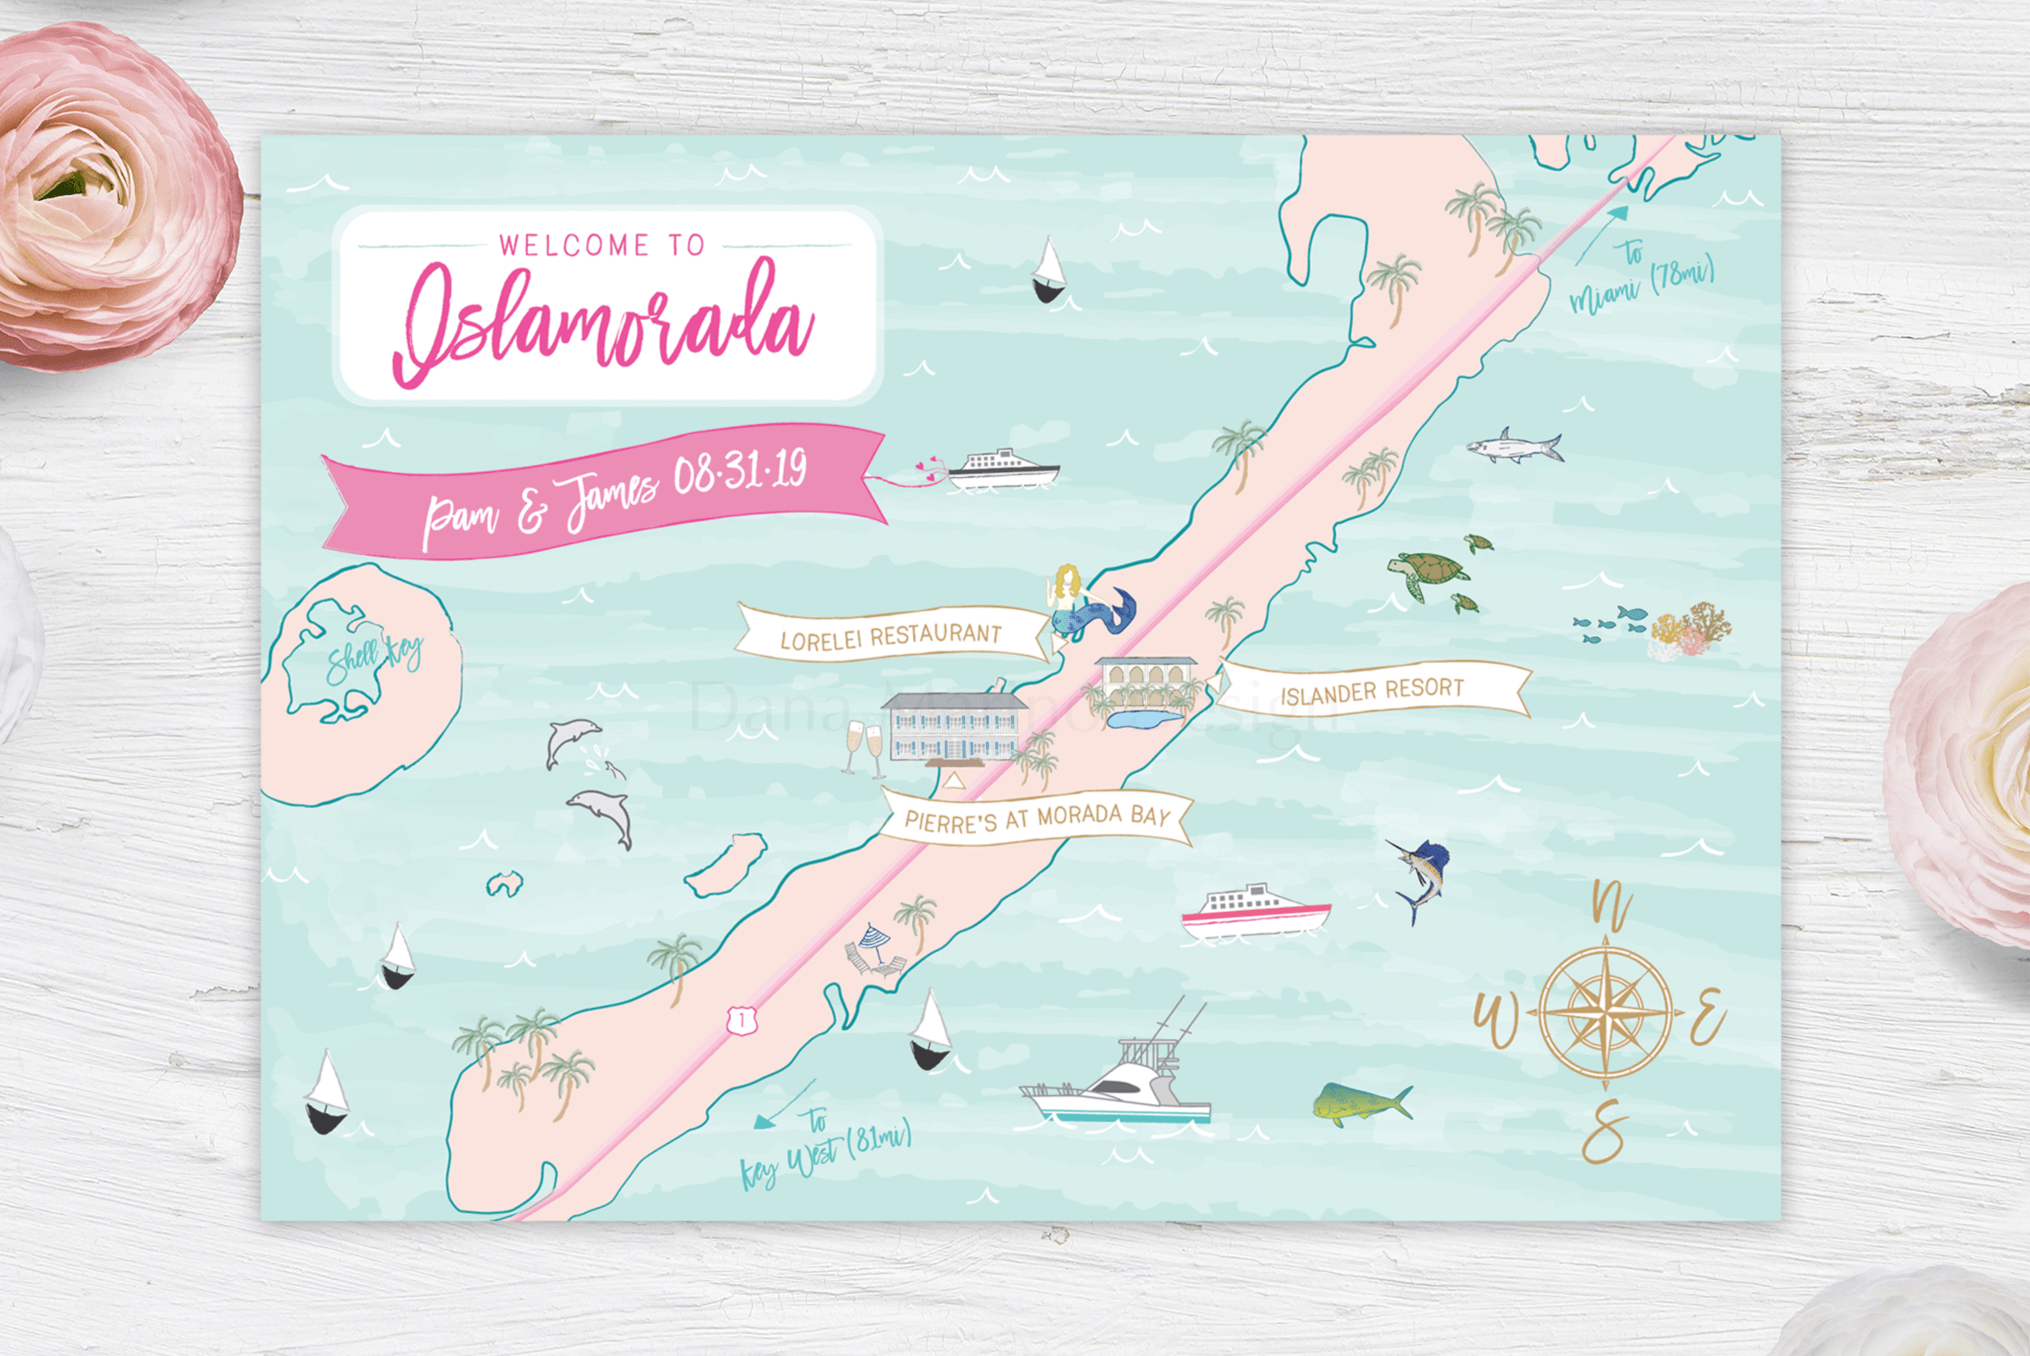 WELCOME TO
Islamorada
Pam & James 08·31·19
to
Miami (78mi)
Shell Key
LORELEI RESTAURANT
ISLANDER RESORT
Dana Marino Design
PIERRE'S AT MORADA BAY
1
to
Key West (81mi)
N
W
E
S